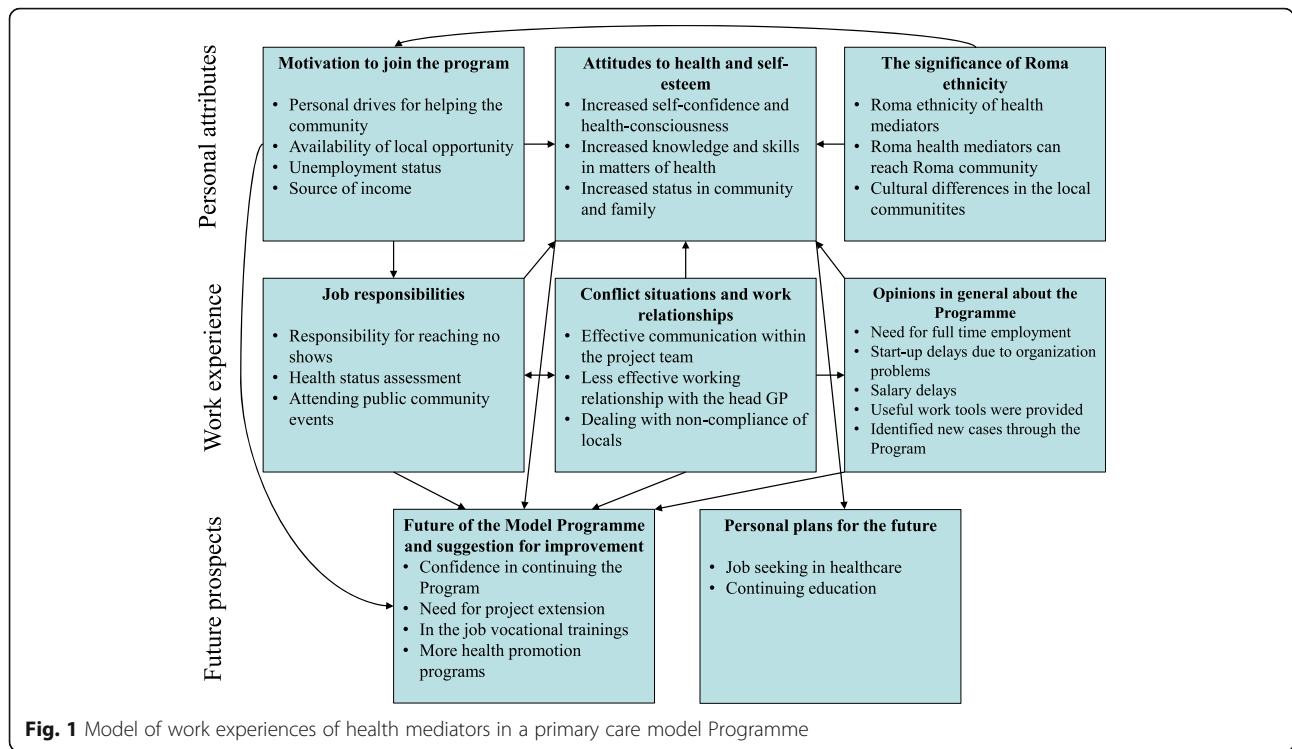 Personal attributes
Motivation to join the program
• Personal drives for helping the
community
• Availability of local opportunity
• Unemployment status
• Source of income
Attitudes to health and self-
esteem
• Increased self-confidence and
health-consciousness
• Increased knowledge and skills
in matters of health
• Increased status in community
and family
The significance of Roma
ethnicity
• Roma ethnicity of health
mediators
• Roma health mediators can
reach Roma community
• Cultural differences in the local
communitites
Work experience
Job responsibilities
• Responsibility for reaching no
shows
• Health status assessment
• Attending public community
events
Conflict situations and work
relationships
• Effective communication within
the project team
• Less effective working
relationship with the head GP
• Dealing with non-compliance of
locals
Opinions in general about the
Programme
• Need for full time employment
• Start-up delays due to organization
problems
• Salary delays
• Useful work tools were provided
• Identified new cases through the
Program
Future prospects
Future of the Model Programme
and suggestion for improvement
• Confidence in continuing the
Program
• Need for project extension
• In the job vocational trainings
• More health promotion
programs
Personal plans for the future
• Job seeking in healthcare
• Continuing education
Fig. 1 Model of work experiences of health mediators in a primary care model Programme